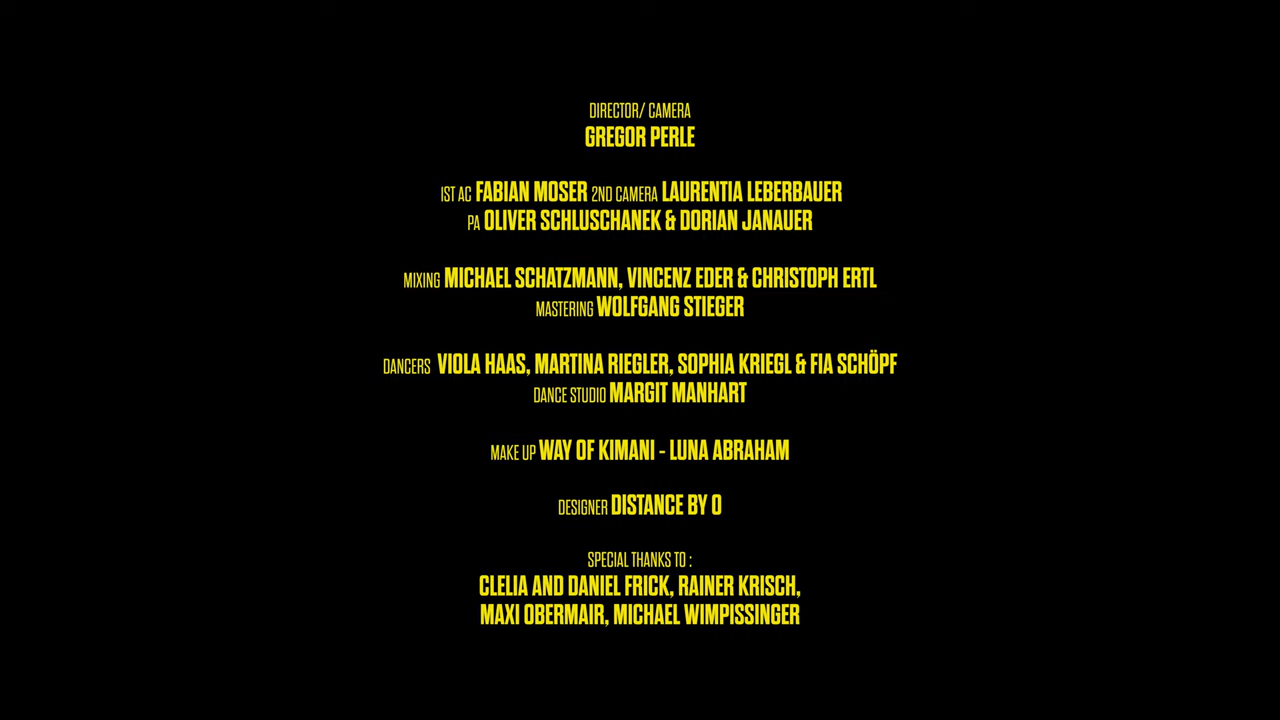 DIRECTOR/ CAMERA
GREGOR PERLE
1ST AC FABIAN MOSER 2ND CAMERA LAURENTIA LEBERBAUER
PA OLIVER SCHLUSCHANEK & DORIAN JANAUER
MIXING MICHAEL SCHATZMANN, VINCENZ EDER & CHRISTOPH ERTL
MASTERING WOLFGANG STIEGER
DANCERS VIOLA HAAS, MARTINA RIEGLER, SOPHIA KRIEGL & FIA SCHÖPF
DANCE STUDIO MARGIT MANHART
MAKE UP WAY OF KIMANI - LUNA ABRAHAM
DESIGNER DISTANCE BY O
SPECIAL THANKS TO :
CLELIA AND DANIEL FRICK, RAINER KRISCH,
MAXI OBERMAIR, MICHAEL WIMPISSINGER